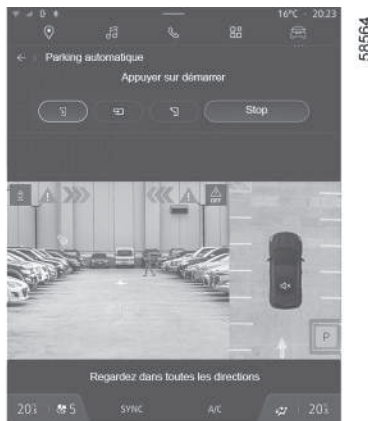 16°C - 20:23
Parking automatique
Appuyer sur démarrer
Stop
OFF
P
Regardez dans toutes les directions
20 5 SYNC A/C 20
58564